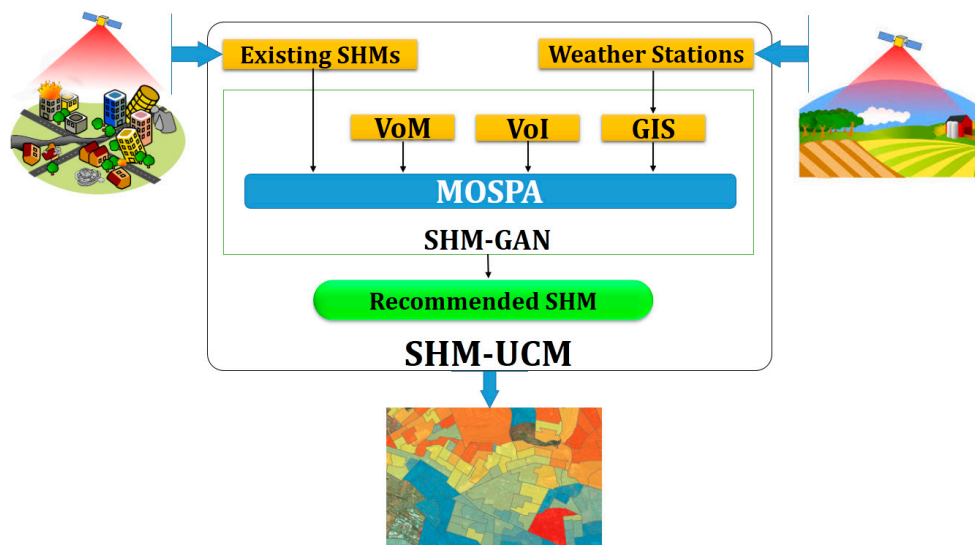 Existing SHMs
Weather Stations
VoM
VoI
GIS
MOSPA
SHM-GAN
Recommended SHM
SHM-UCM